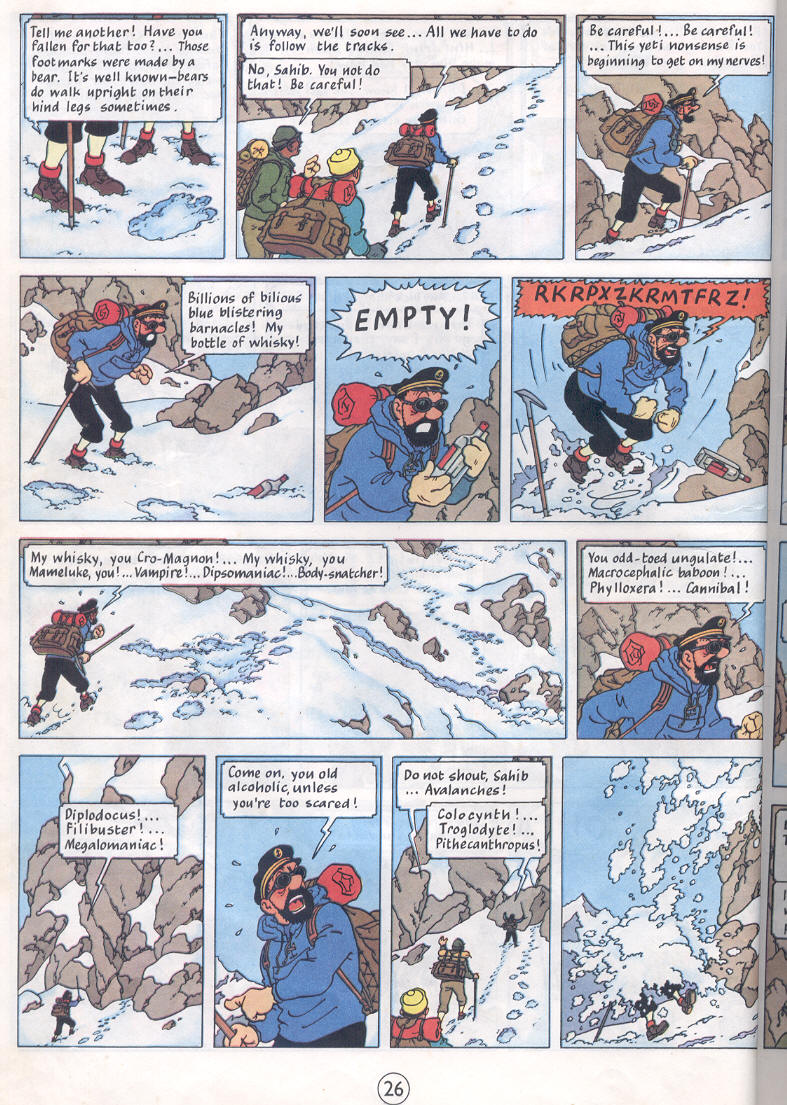 Tell me another! Have you
fallen for that too?... Those
footmarks were made by a
bear. It's well known–bears
do walk upright on their
hind legs sometimes.
Anyway, we'll soon see... All we have to do
is follow the tracks.
No, Sahib. You not do
that! Be careful!
Be careful!... Be careful!
...This yeti nonsense is
beginning to get on my nerves!
Billions of bilious
blue blistering
barnacles! My
bottle of whisky!
EMPTY!
RKRPXZKRMTFRZ!
My whisky, you Cro-Magnon!... My whisky, you
Mameluke, you!...Vampire!...Dipsomaniac!...Body-snatcher!
You odd-toed ungulate!...
Macrocephalic baboon!...
Phylloxera!... Cannibal!
Diplodocus!...
Filibuster!...
Megalomaniac!
Come on, you old
alcoholic, unless
you're too scared!
Do not shout, Sahib
... Avalanches!
Colocynth!...
Troglodyte!...
Pithecanthropus!
26